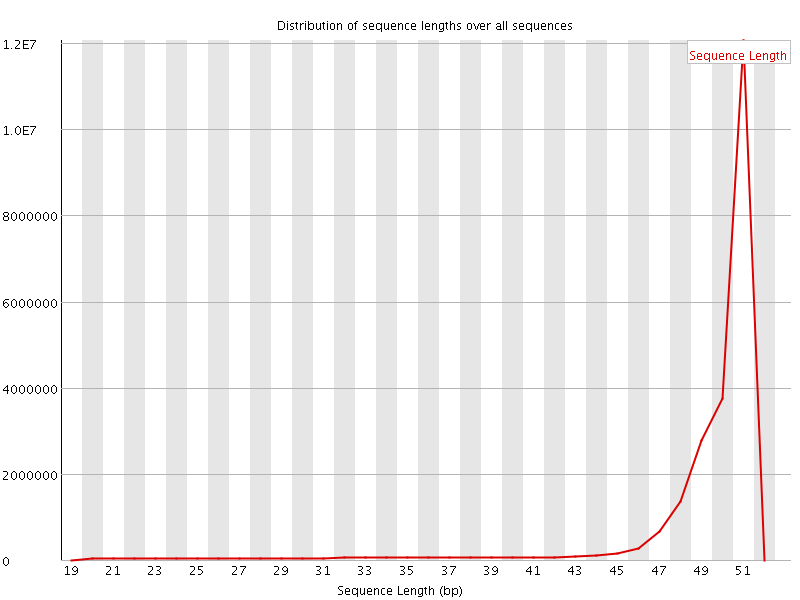 Distribution of sequence lengths over all sequences
1.2E7
Sequence Length
1.0E7
8000000
6000000
4000000
2000000
0
19 21 23 25 27 29 31 33 35 37 39 41 43 45 47 49 51
Sequence Length (bp)